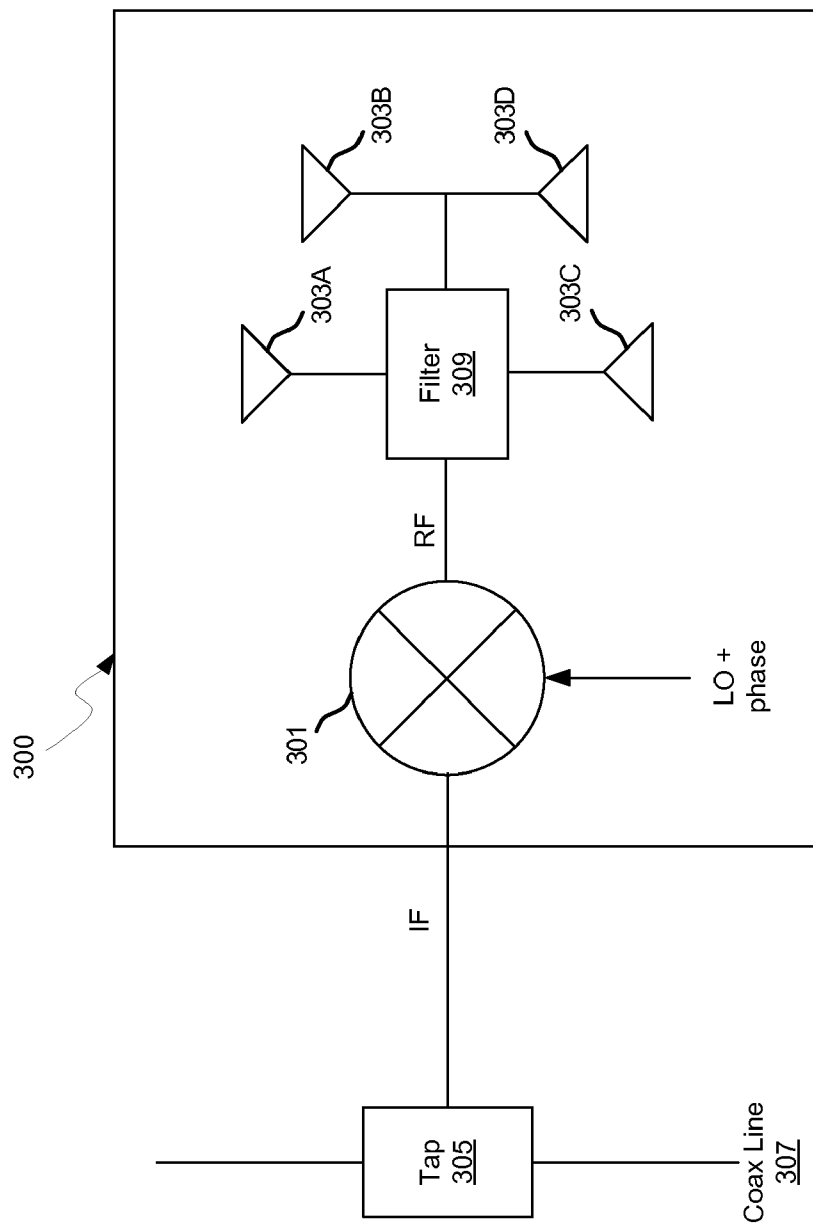 300
303B
303D
303A
303C
Filter
309
RF
301
LO +
phase
IF
Tap
305
Coax Line
307